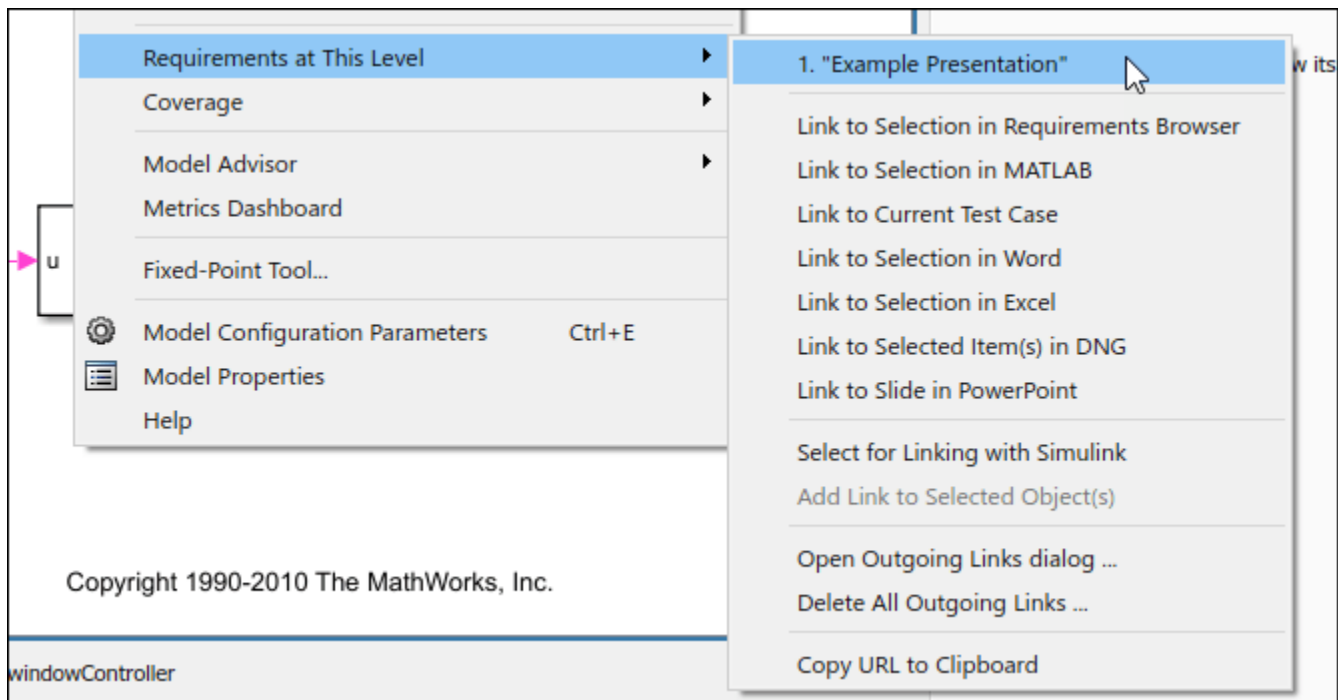 Requirements at This Level
Coverage
Model Advisor
Metrics Dashboard
Fixed-Point Tool...
Model Configuration Parameters Ctrl+E
Model Properties
Help
1. "Example Presentation"
Link to Selection in Requirements Browser
Link to Selection in MATLAB
Link to Current Test Case
Link to Selection in Word
Link to Selection in Excel
Link to Selected Item(s) in DNG
Link to Slide in PowerPoint
Select for Linking with Simulink
Add Link to Selected Object(s)
Open Outgoing Links dialog ...
Delete All Outgoing Links ...
Copy URL to Clipboard
w its
u
Copyright 1990-2010 The MathWorks, Inc.
windowController